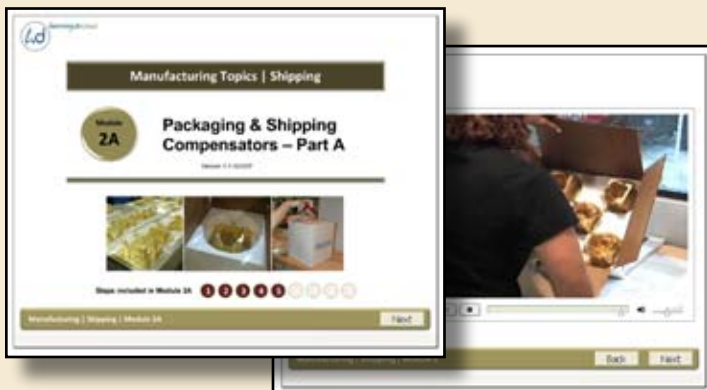 Manufacturing Topics | Shipping
Module
2A
Packaging & Shipping
Compensators – Part A
Steps included in Module 2A 1 2 3 4 5
Manufacturing | Shipping | Module 2A
Next
Back
Next